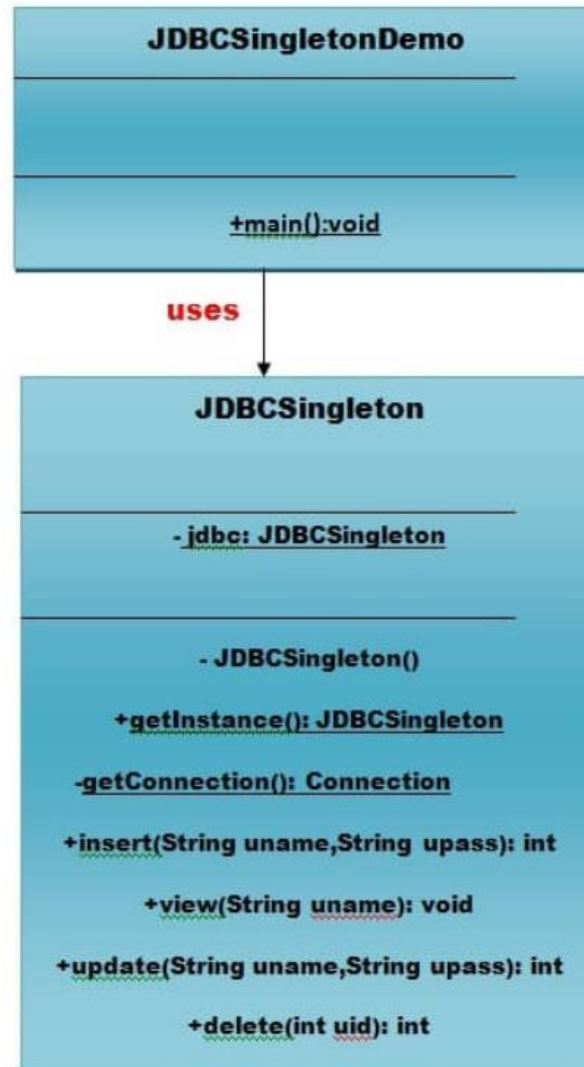 JDBCSingletonDemo
+main():void
uses
JDBCSingleton
- jdbc: JDBCSingleton
- JDBCSingleton()
+getInstance(): JDBCSingleton
-getConnection(): Connection
+insert(String uname,String upass): int
+view(String uname): void
+update(String uname,String upass): int
+delete(int uid): int